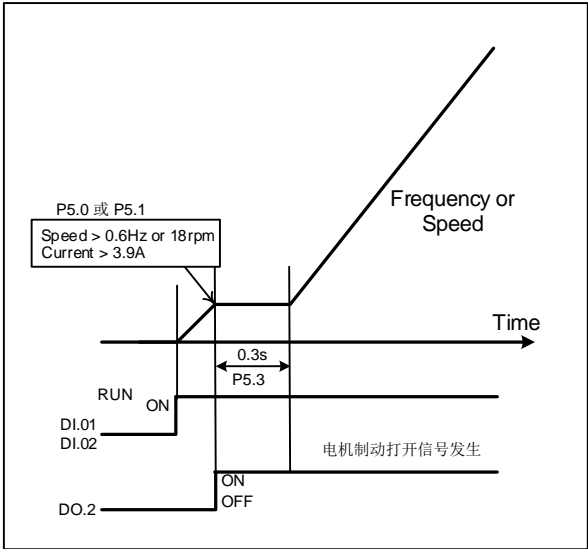 P5.0 或 P5.1
Speed > 0.6Hz or 18rpm
Current > 3.9A
Frequency or
Speed
Time
0.3s
P5.3
RUN
ON
DI.01
DI.02
电机制动打开信号发生
ON
OFF
DO.2